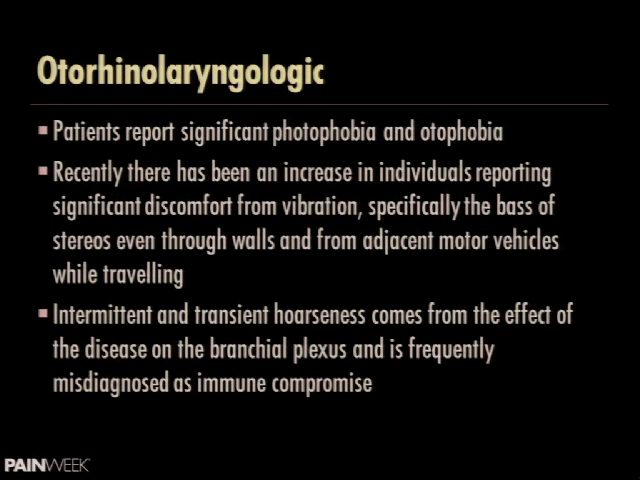 Otorhinolaryngologic
▪ Patients report significant photophobia and otophobia
▪ Recently there has been an increase in individuals reporting
significant discomfort from vibration, specifically the bass of
stereos even through walls and from adjacent motor vehicles
while travelling
▪ Intermittent and transient hoarseness comes from the effect of
the disease on the branchial plexus and is frequently
misdiagnosed as immune compromise
PAINWEEK